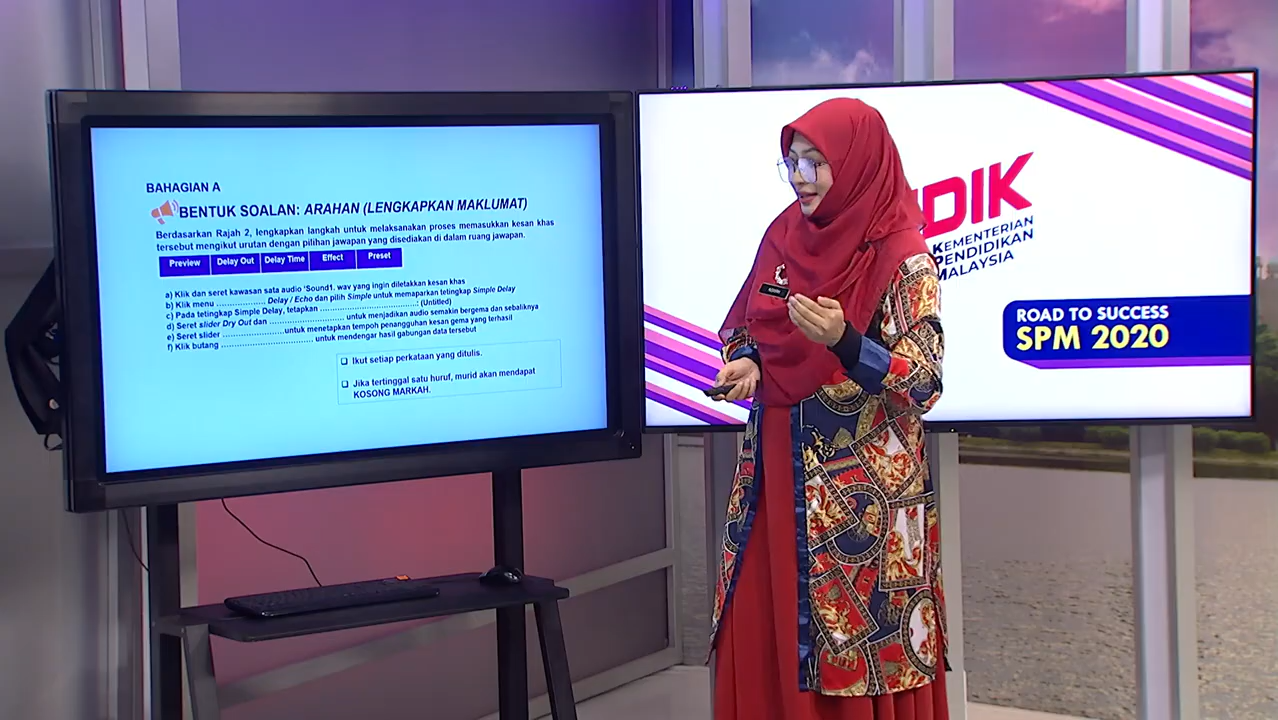 BAHAGIAN A
BENTUK SOALAN: ARAHAN (LENGKAPKAN MAKLUMAT)
Berdasarkan Rajah 2, lengkapkan langkah untuk melaksanakan proses memasukkan kesan khas
tersebut mengikut urutan dengan pilihan jawapan yang disediakan di dalam ruang jawapan.
Preview Delay Out Delay Time Effect Preset
a) Klik dan seret kawasan sata audio 'Sound1. wav yang ingin diletakkan kesan khas
b) Klik menu .................... Delay / Echo dan pilih Simple untuk memaparkan tetingkap Simple Delay
c) Pada tetingkap Simple Delay, tetapkan ..............................: (Untitled)
d) Seret slider Dry Out dan .............................. untuk menjadikan audio semakin bergema dan sebaliknya
e) Seret slider .........................untuk menetapkan tempoh penangguhan kesan gema yang terhasil
f) Klik butang .............................. untuk mendengar hasil gabungan data tersebut
❑ Ikut setiap perkataan yang ditulis.
❑ Jika tertinggal satu huruf, murid akan mendapat
KOSONG MARKAH.
DIK
KEMENTERIAN
PENDIDIKAN
MALAYSIA
ROAD TO SUCCESS
SPM 2020